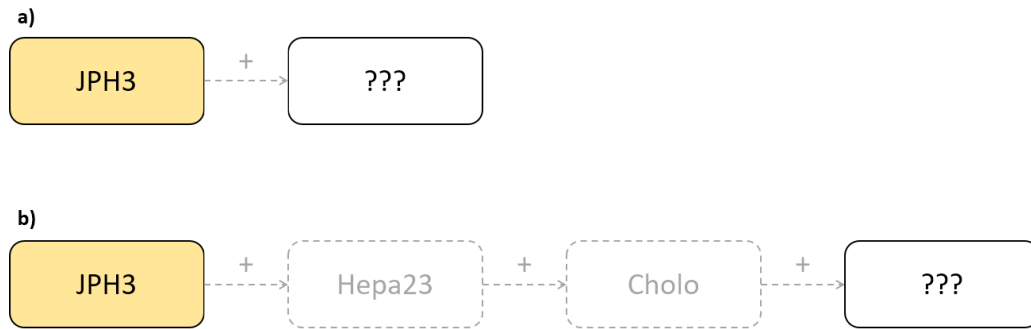 a)
+
JPH3 ???
b)
+ + +
JPH3 Hepa23 Cholo ???